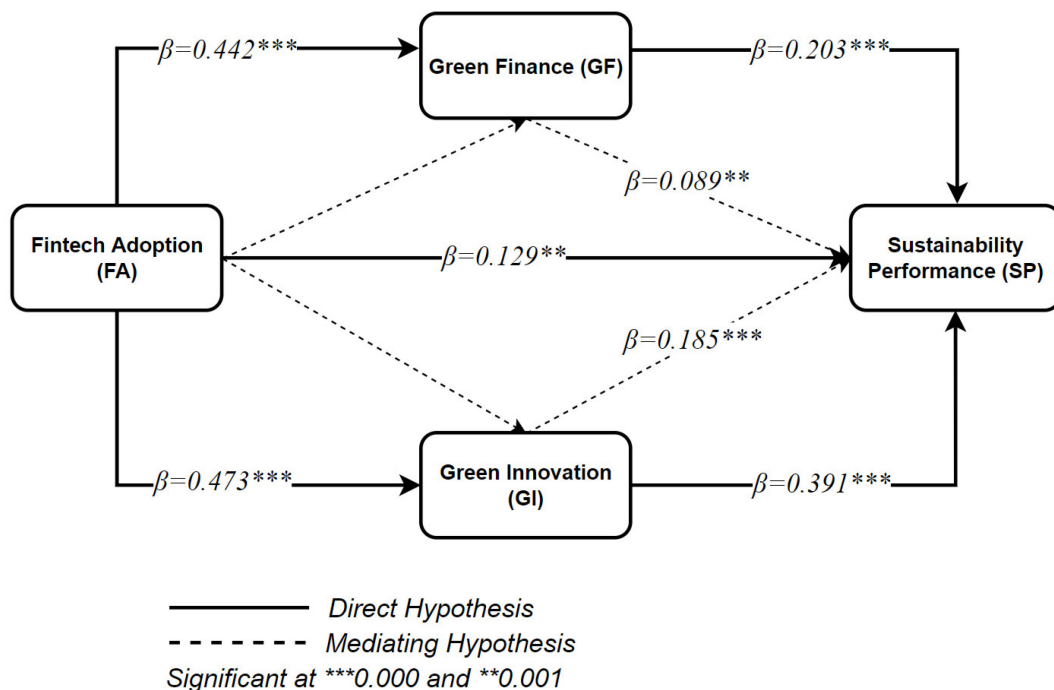 β=0.442***
Green Finance (GF)
β=0.203***
β=0.089**
Fintech Adoption
(FA)
β=0.129**
Sustainability
Performance (SP)
β=0.185***
β=0.473***
Green Innovation
(GI)
β=0.391***
Direct Hypothesis
Mediating Hypothesis
Significant at ***0.000 and **0.001